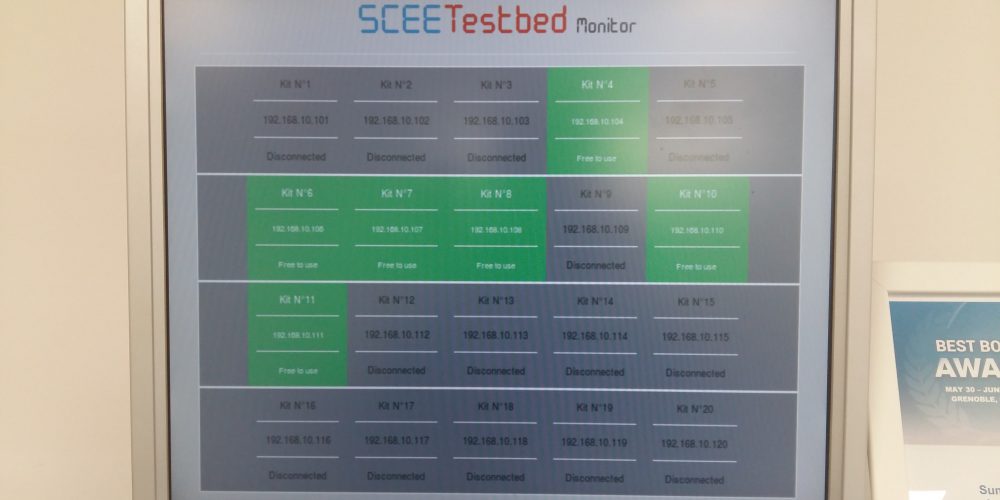 SCEETestbed Monitor
Kit N°1 Kit N°2 Kit N°3 Kit N°4 Kit N°5
192.168.10.101 192.168.10.102 192.168.10.103 192.168.10.104 192.168.10.105
Disconnected Disconnected Disconnected Free to use Disconnected
Kit N°6 Kit N°7 Kit N°8 Kit N°9 Kit N°10
192.168.10.106 192.168.10.107 192.168.10.108 192.168.10.109 192.168.10.110
Free to use Free to use Free to use Disconnected Free to use
Kit N°11 Kit N°12 Kit N°13 Kit N°14 Kit N°15
192.168.10.111 192.168.10.112 192.168.10.113 192.168.10.114 192.168.10.115
Free to use Disconnected Disconnected Disconnected Disconnected
Kit N°16 Kit N°17 Kit N°18 Kit N°19 Kit N°20
192.168.10.116 192.168.10.117 192.168.10.118 192.168.10.119 192.168.10.120
Disconnected Disconnected Disconnected Disconnected Disconnected
BEST
MAY 30 –
GRENOBLE,